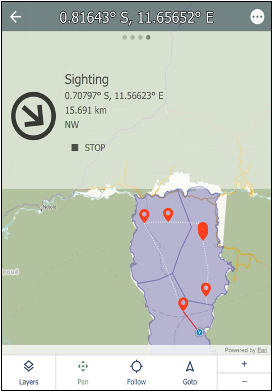 0.81643° S, 11.65652° E
Sighting
0.70797° S, 11.56623° E
15.691 km
NW
STOP
Powered by Esri
Layers
Pan
Follow
Goto
+
−